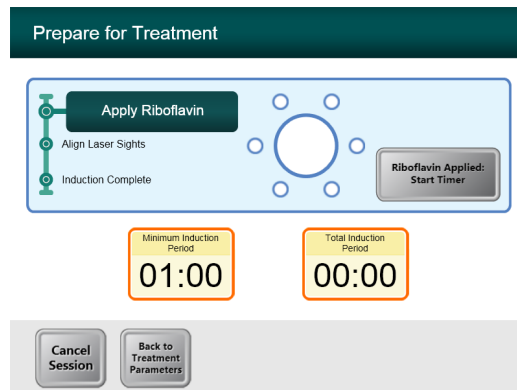 Prepare for Treatment
Apply Riboflavin
Align Laser Sights
Induction Complete
Riboflavin Applied:
Start Timer
Minimum Induction
Period
01:00
Total Induction
Period
00:00
Cancel
Session
Back to
Treatment
Parameters